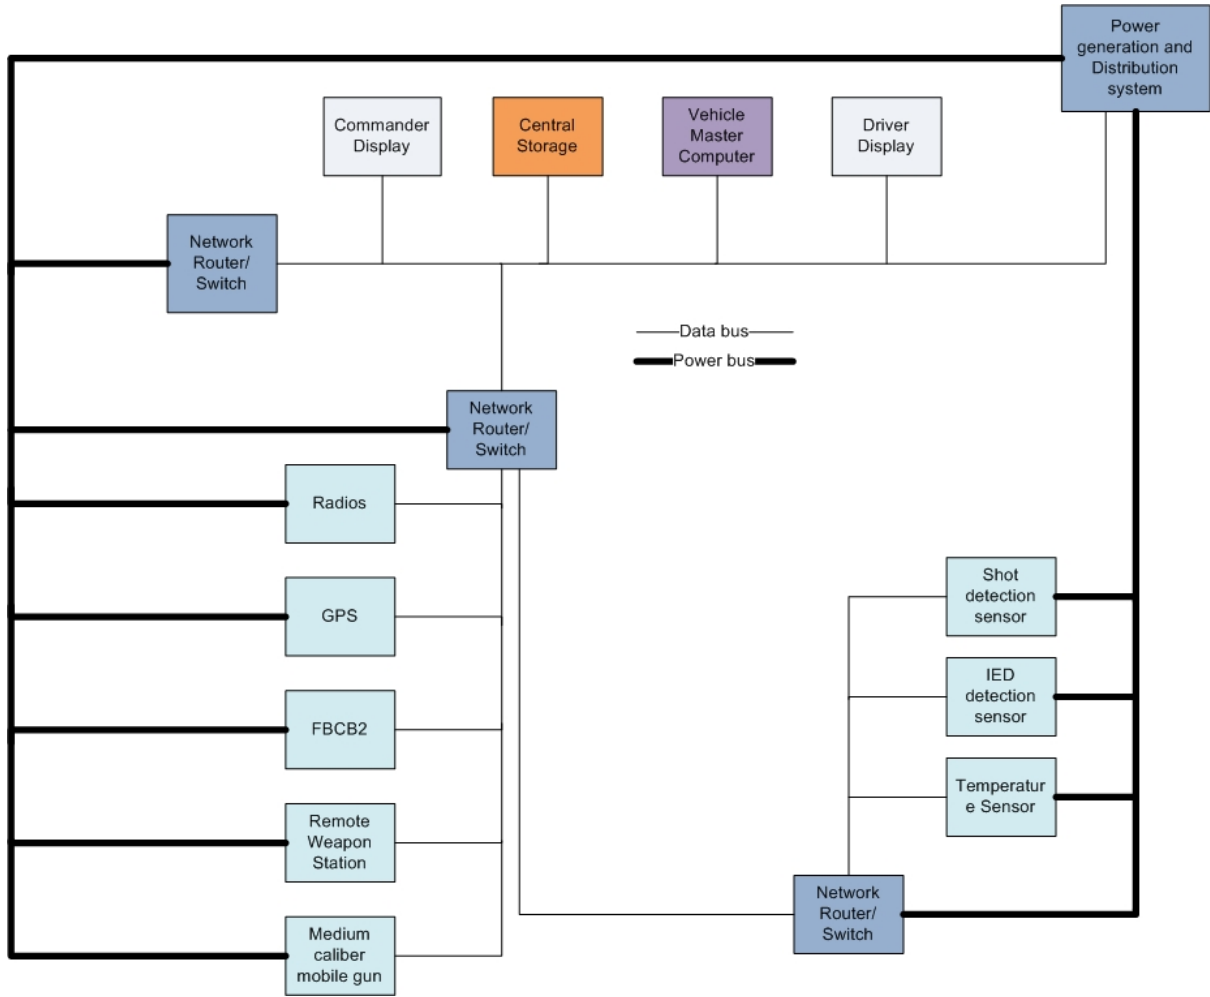 Power
generation and
Distribution
system
Commander
Display
Central
Storage
Vehicle
Master
Computer
Driver
Display
Network
Router/
Switch
Data bus
Power bus
Network
Router/
Switch
Radios
GPS
FBCB2
Remote
Weapon
Station
Medium
caliber
mobile gun
Shot
detection
sensor
IED
detection
sensor
Temperatur
e Sensor
Network
Router/
Switch